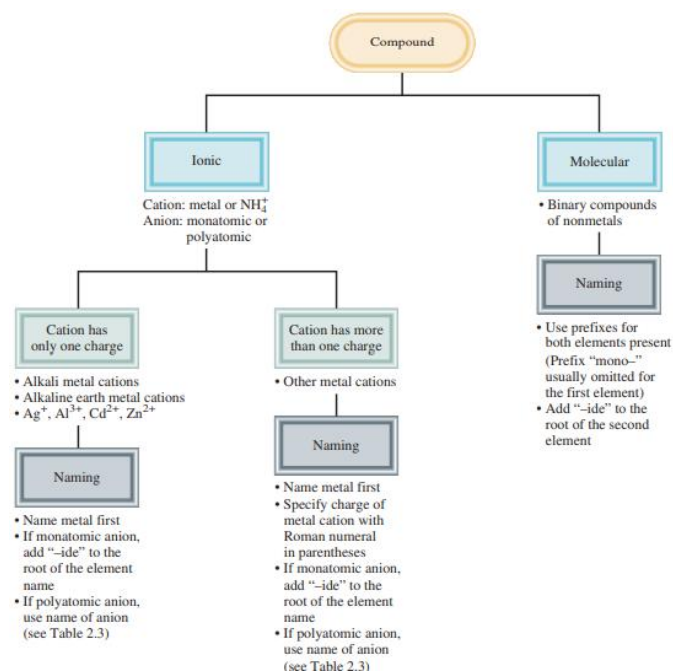 Compound
Ionic
Cation: metal or NH₄⁺
Anion: monatomic or
polyatomic
Cation has
only one charge
• Alkali metal cations
• Alkaline earth metal cations
• Ag⁺, Al³⁺, Cd²⁺, Zn²⁺
Naming
• Name metal first
• If monatomic anion,
add “–ide” to the
root of the element
name
• If polyatomic anion,
use name of anion
(see Table 2.3)
Cation has more
than one charge
• Other metal cations
Naming
• Name metal first
• Specify charge of
metal cation with
Roman numeral
in parentheses
• If monatomic anion,
add “–ide” to the
root of the element
name
• If polyatomic anion,
use name of anion
(see Table 2.3)
Molecular
• Binary compounds
of nonmetals
Naming
• Use prefixes for
both elements present
(Prefix “mono–”
usually omitted for
the first element)
• Add “–ide” to the
root of the second
element